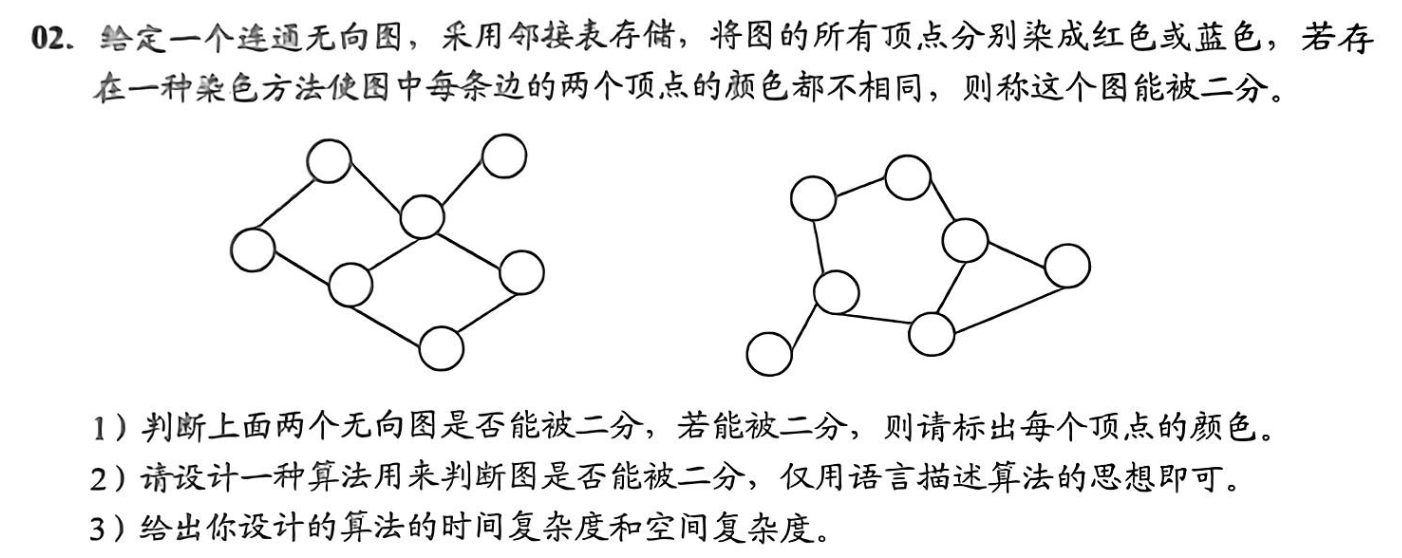 02. 给定一个连通无向图，采用邻接表存储，将图的所有顶点分别染成红色或蓝色，若存
在一种染色方法使图中每条边的两个顶点的颜色都不相同，则称这个图能被二分。
1）判断上面两个无向图是否能被二分，若能被二分，则请标出每个顶点的颜色。
2）请设计一种算法用来判断图是否能被二分，仅用语言描述算法的思想即可。
3）给出你设计的算法的时间复杂度和空间复杂度。